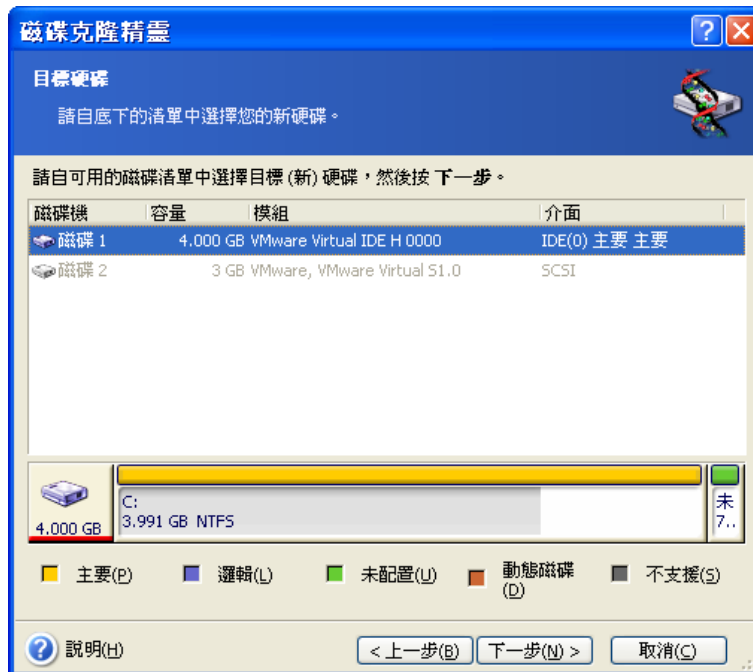 磁碟克隆精靈
目標硬碟
請自底下的清單中選擇您的新硬碟。
請自可用的磁碟清單中選擇目標 (新) 硬碟，然後按 下一步。
磁碟機 容量 模組 介面
磁碟 1 4.000 GB VMware Virtual IDE H 0000 IDE(0) 主要 主要
磁碟 2 3 GB VMware, VMware Virtual S1.0 SCSI
C: 未
4.000 GB 3.991 GB NTFS 7..
主要(P) 邏輯(L) 未配置(U) 動態磁碟(D) 不支援(S)
說明(H) <上一步(B) 下一步(N) > 取消(C)